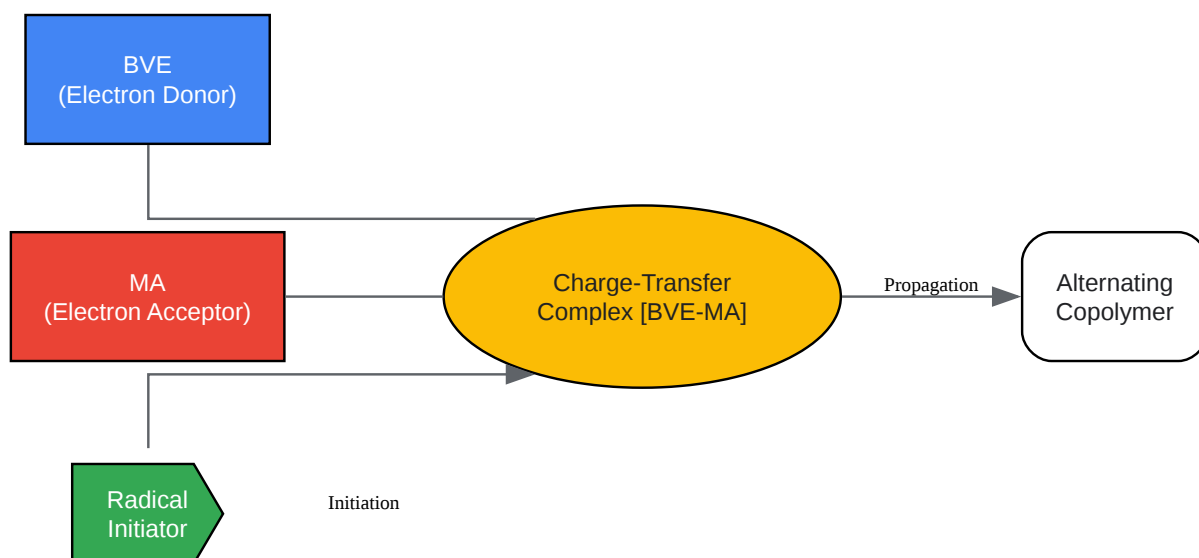 BVE
(Electron Donor)
MA
(Electron Acceptor)
Charge-Transfer
Complex [BVE-MA]
Propagation
Alternating
Copolymer
Radical
Initiator
Initiation